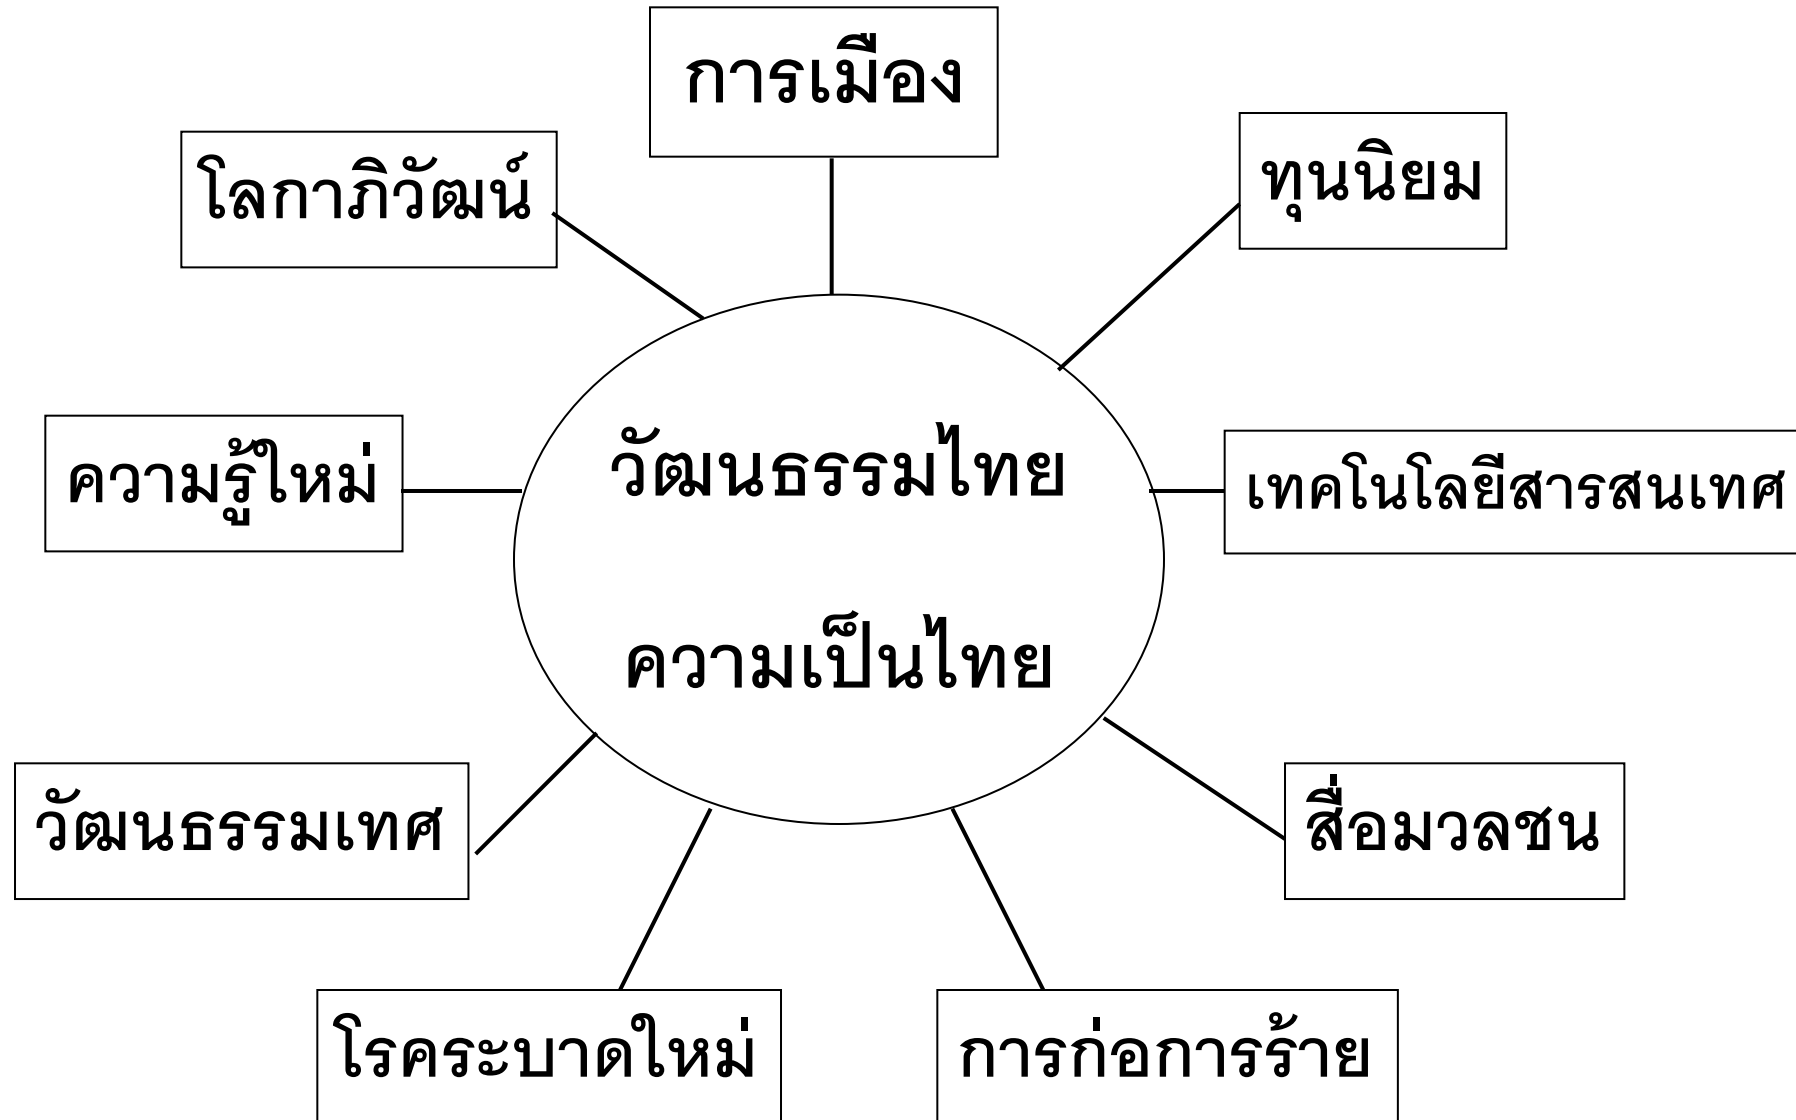 การเมือง
ทุนนิยม
โลกาภิวัฒน์
วัฒนธรรมไทย
ความรู้ใหม่
เทคโนโลยีสารสนเทศ
ความเป็นไทย
วัฒนธรรมเทศ
สื่อมวลชน
โรคระบาดใหม่
การก่อการร้าย